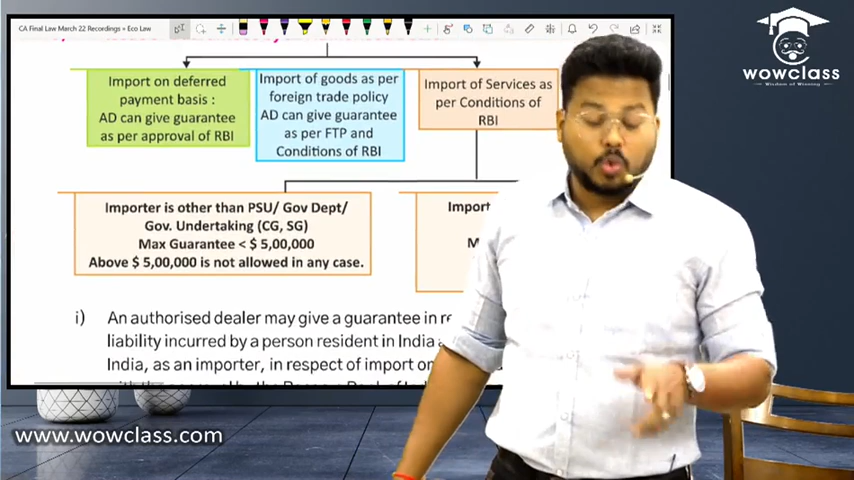 CA Final Law March 22 Recordings + Eco Law
wowclass
Wisdom of Winning
Import on deferred
payment basis :
AD can give guarantee
as per approval of RBI
Import of goods as per
foreign trade policy
AD can give guarantee
as per FTP and
Conditions of RBI
Import of Services as
per Conditions of
RBI
Importer is other than PSU/ Gov Dept/
Gov. Undertaking (CG, SG)
Max Guarantee < $ 5,00,000
Above $ 5,00,000 is not allowed in any case.
Import
M
i) An authorised dealer may give a guarantee in re
liability incurred by a person resident in India a
India, as an importer, in respect of import on
www.wowclass.com